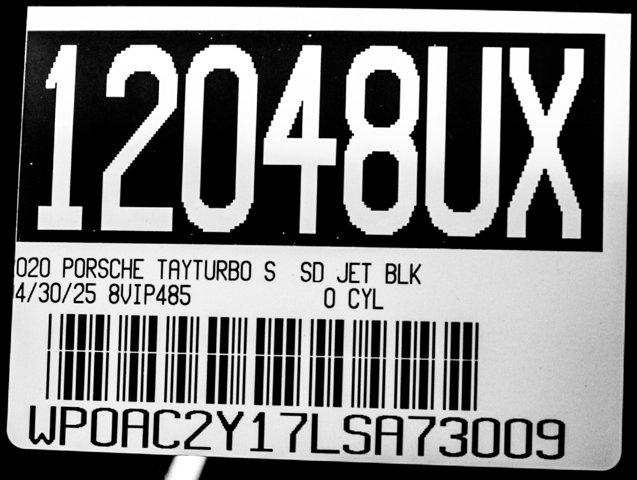 12048UX
020 PORSCHE TAYTURBO S SD JET BLK
4/30/25 8VIP485 0 CYL
WP0AC2Y17LSA73009